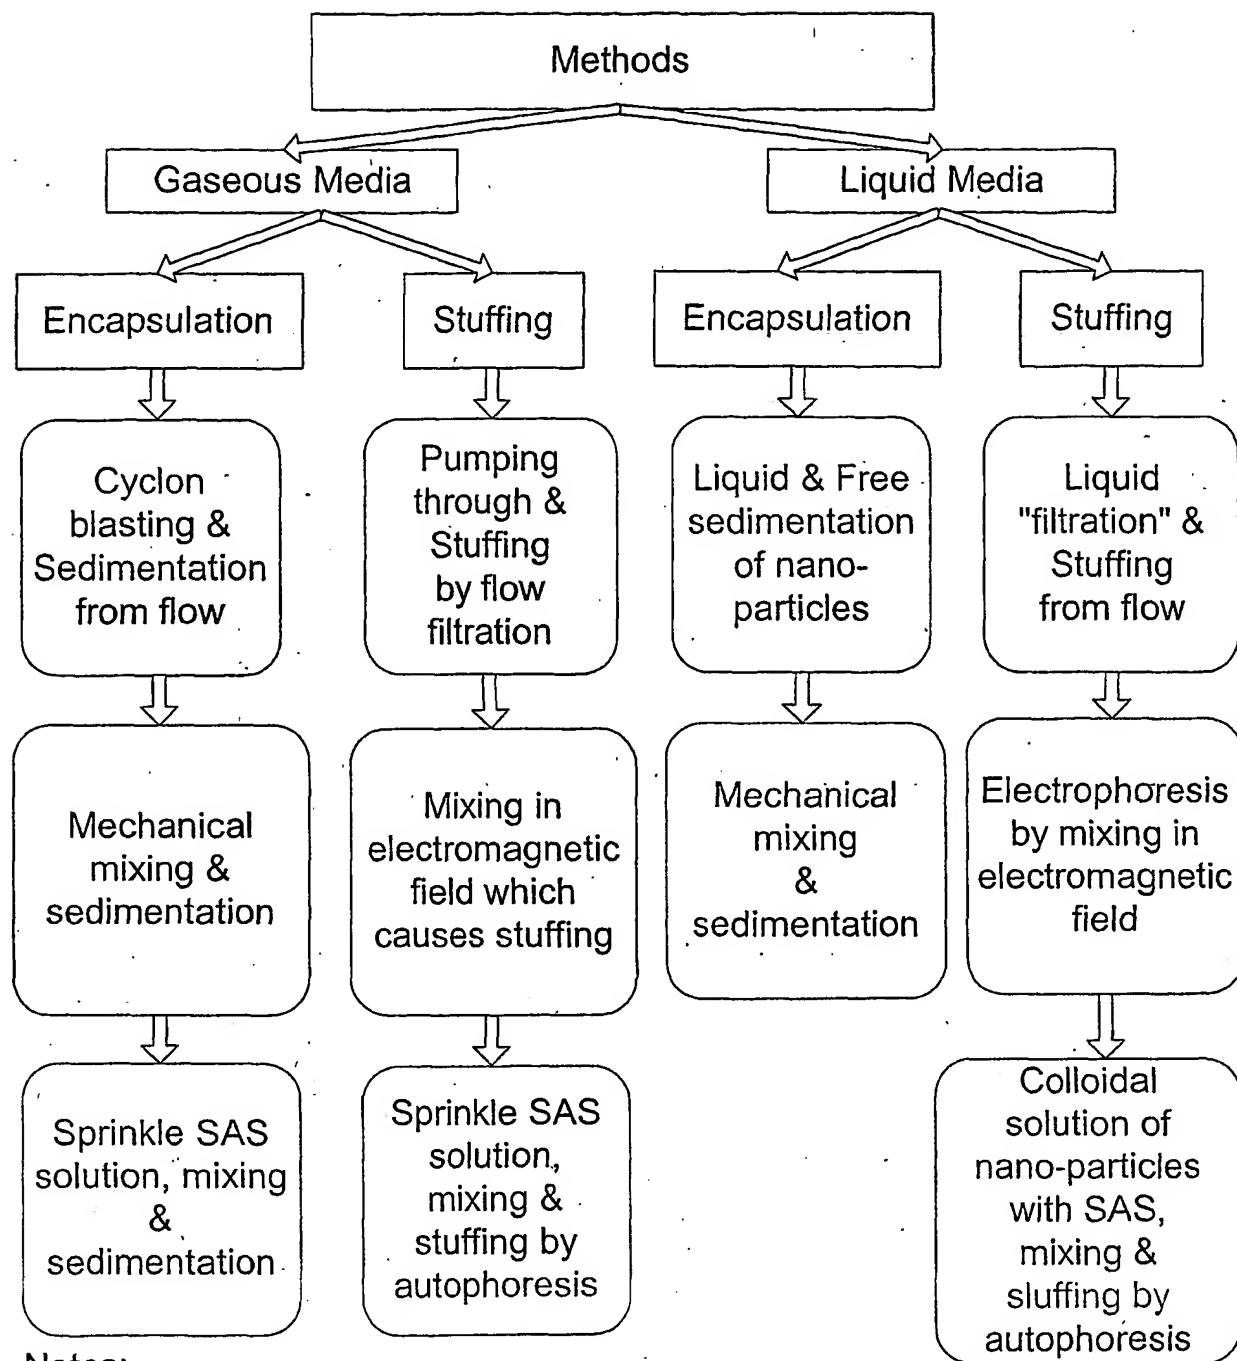 Methods
Gaseous Media
Liquid Media
Encapsulation
Stuffing
Encapsulation
Stuffing
Cyclon
blasting &
Sedimentation
from flow
Pumping
through &
Stuffing
by flow
filtration
Liquid & Free
sedimentation
of nano-
particles
Liquid
"filtration" &
Stuffing
from flow
Mechanical
mixing &
sedimentation
Mixing in
electromagnetic
field which
causes stuffing
Mechanical
mixing
&
sedimentation
Electrophoresis
by mixing in
electromagnetic
field
Sprinkle SAS
solution, mixing
&
sedimentation
Sprinkle SAS
solution,
mixing &
stuffing by
autophoresis
Colloidal
solution of
nano-particles
with SAS,
mixing &
sluffing by
autophoresis
Notes: